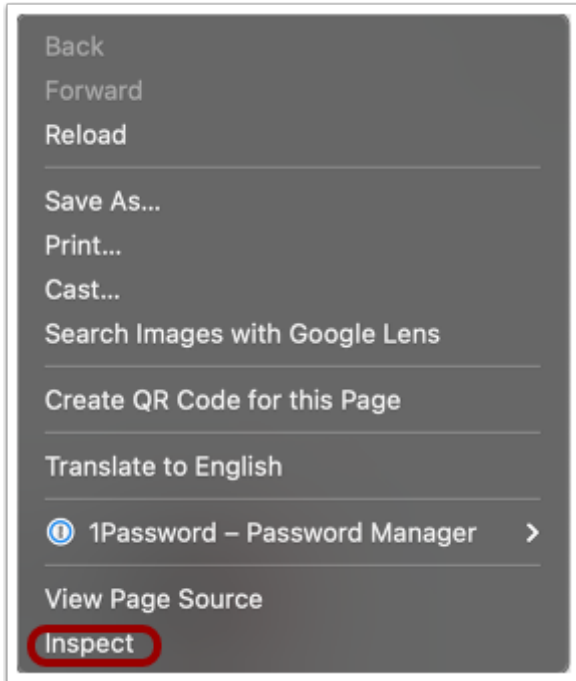 Back
Forward
Reload
Save As...
Print...
Cast...
Search Images with Google Lens
Create QR Code for this Page
Translate to English
1Password – Password Manager
View Page Source
Inspect